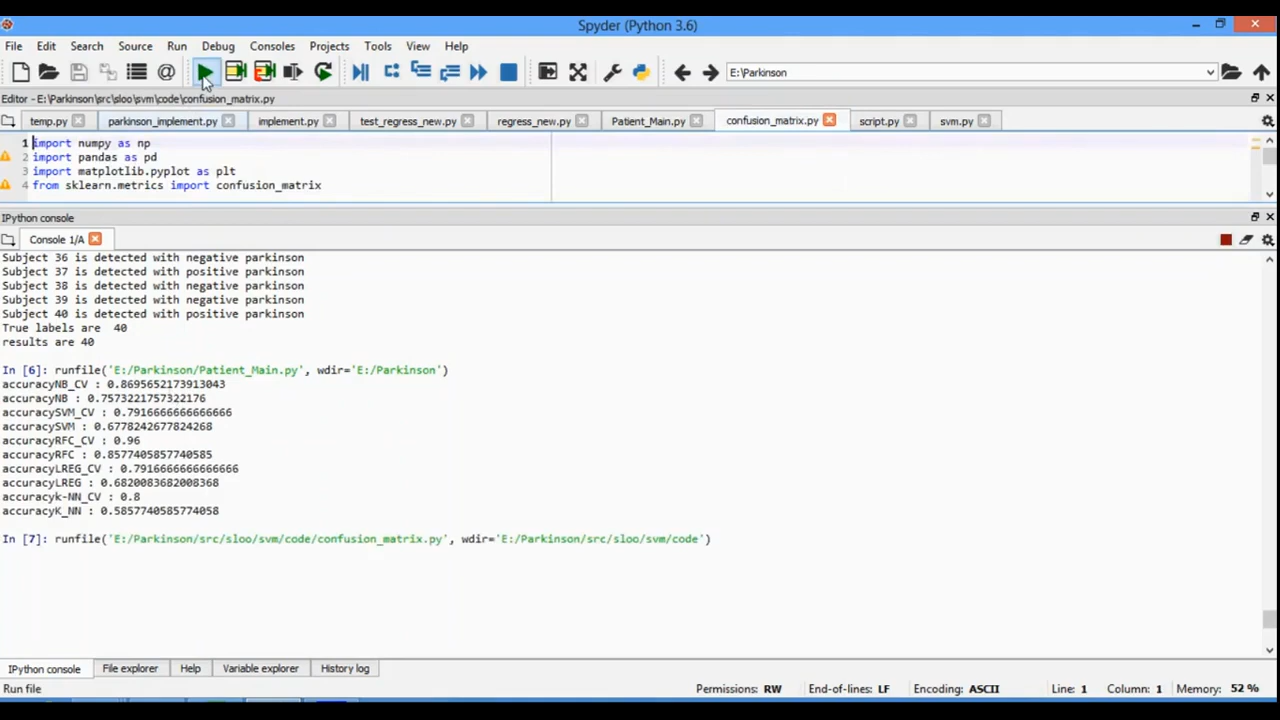 Spyder (Python 3.6)
File Edit Search Source Run Debug Consoles Projects Tools View Help
E:\Parkinson
Editor - E:\Parkinson\src\sloo\svm\code\confusion_matrix.py
temp.py parkinson_implement.py implement.py test_regress_new.py regress_new.py Patient_Main.py confusion_matrix.py script.py svm.py
1 import numpy as np
2 import pandas as pd
3 import matplotlib.pyplot as plt
4 from sklearn.metrics import confusion_matrix
IPython console
Console 1/A
Subject 36 is detected with negative parkinson
Subject 37 is detected with positive parkinson
Subject 38 is detected with negative parkinson
Subject 39 is detected with negative parkinson
Subject 40 is detected with positive parkinson
True labels are  40
results are 40
In [6]: runfile('E:/Parkinson/Patient_Main.py', wdir='E:/Parkinson')
accuracyNB_CV : 0.8695652173913043
accuracyNB : 0.7573221757322176
accuracySVM_CV : 0.7916666666666666
accuracySVM : 0.6778242677824268
accuracyRFC_CV : 0.96
accuracyRFC : 0.8577405857740585
accuracyLREG_CV : 0.7916666666666666
accuracyLREG : 0.6820083682008368
accuracyk-NN_CV : 0.8
accuracyK_NN : 0.5857740585774058
In [7]: runfile('E:/Parkinson/src/sloo/svm/code/confusion_matrix.py', wdir='E:/Parkinson/src/sloo/svm/code')
IPython console File explorer Help Variable explorer History log
Run file Permissions: RW End-of-lines: LF Encoding: ASCII Line: 1 Column: 1 Memory: 52 %